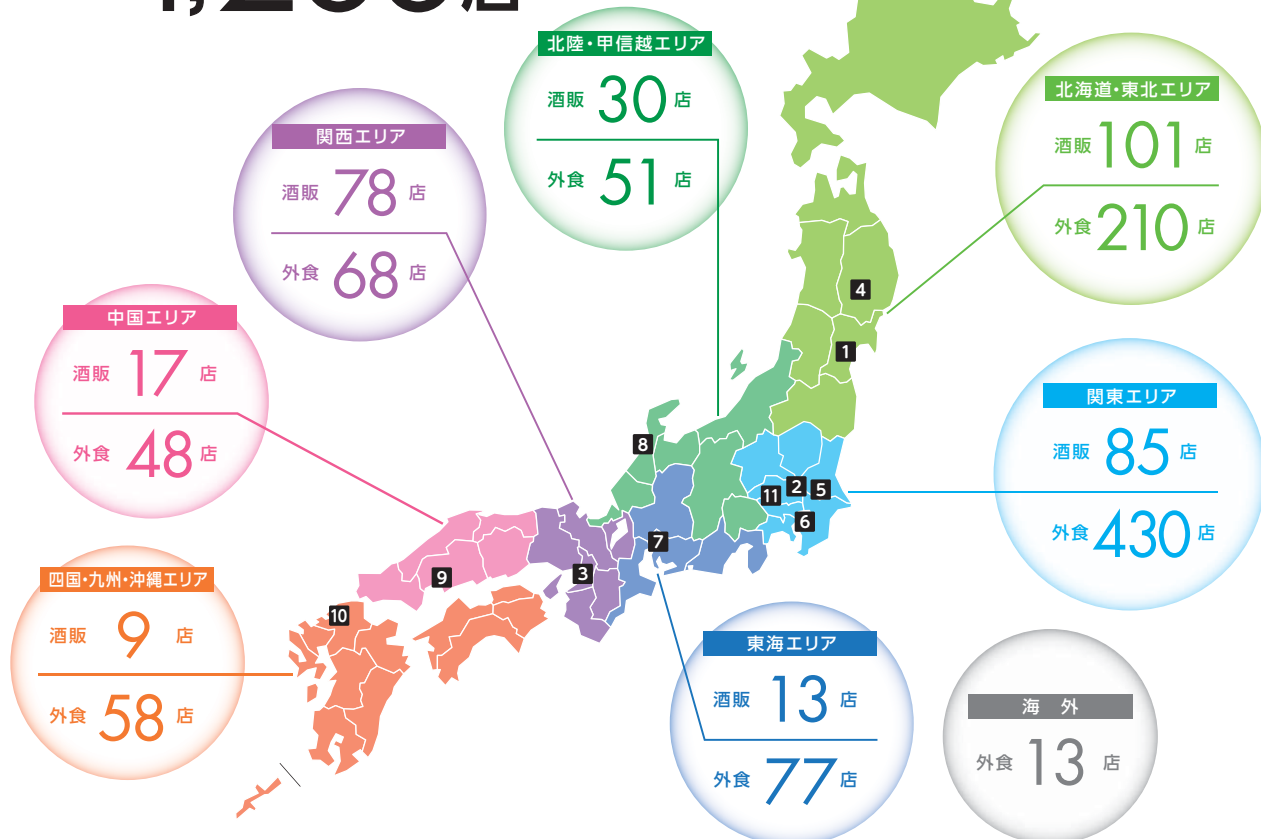 北陸・甲信越エリア
酒販 30 店
外食 51 店
北海道・東北エリア
酒販 101 店
外食 210 店
関西エリア
酒販 78 店
外食 68 店
中国エリア
酒販 17 店
外食 48 店
関東エリア
酒販 85 店
外食 430 店
四国・九州・沖縄エリア
酒販 9 店
外食 58 店
東海エリア
酒販 13 店
外食 77 店
海 外
外食 13 店
4
1
8
2
5
11
6
7
3
9
10